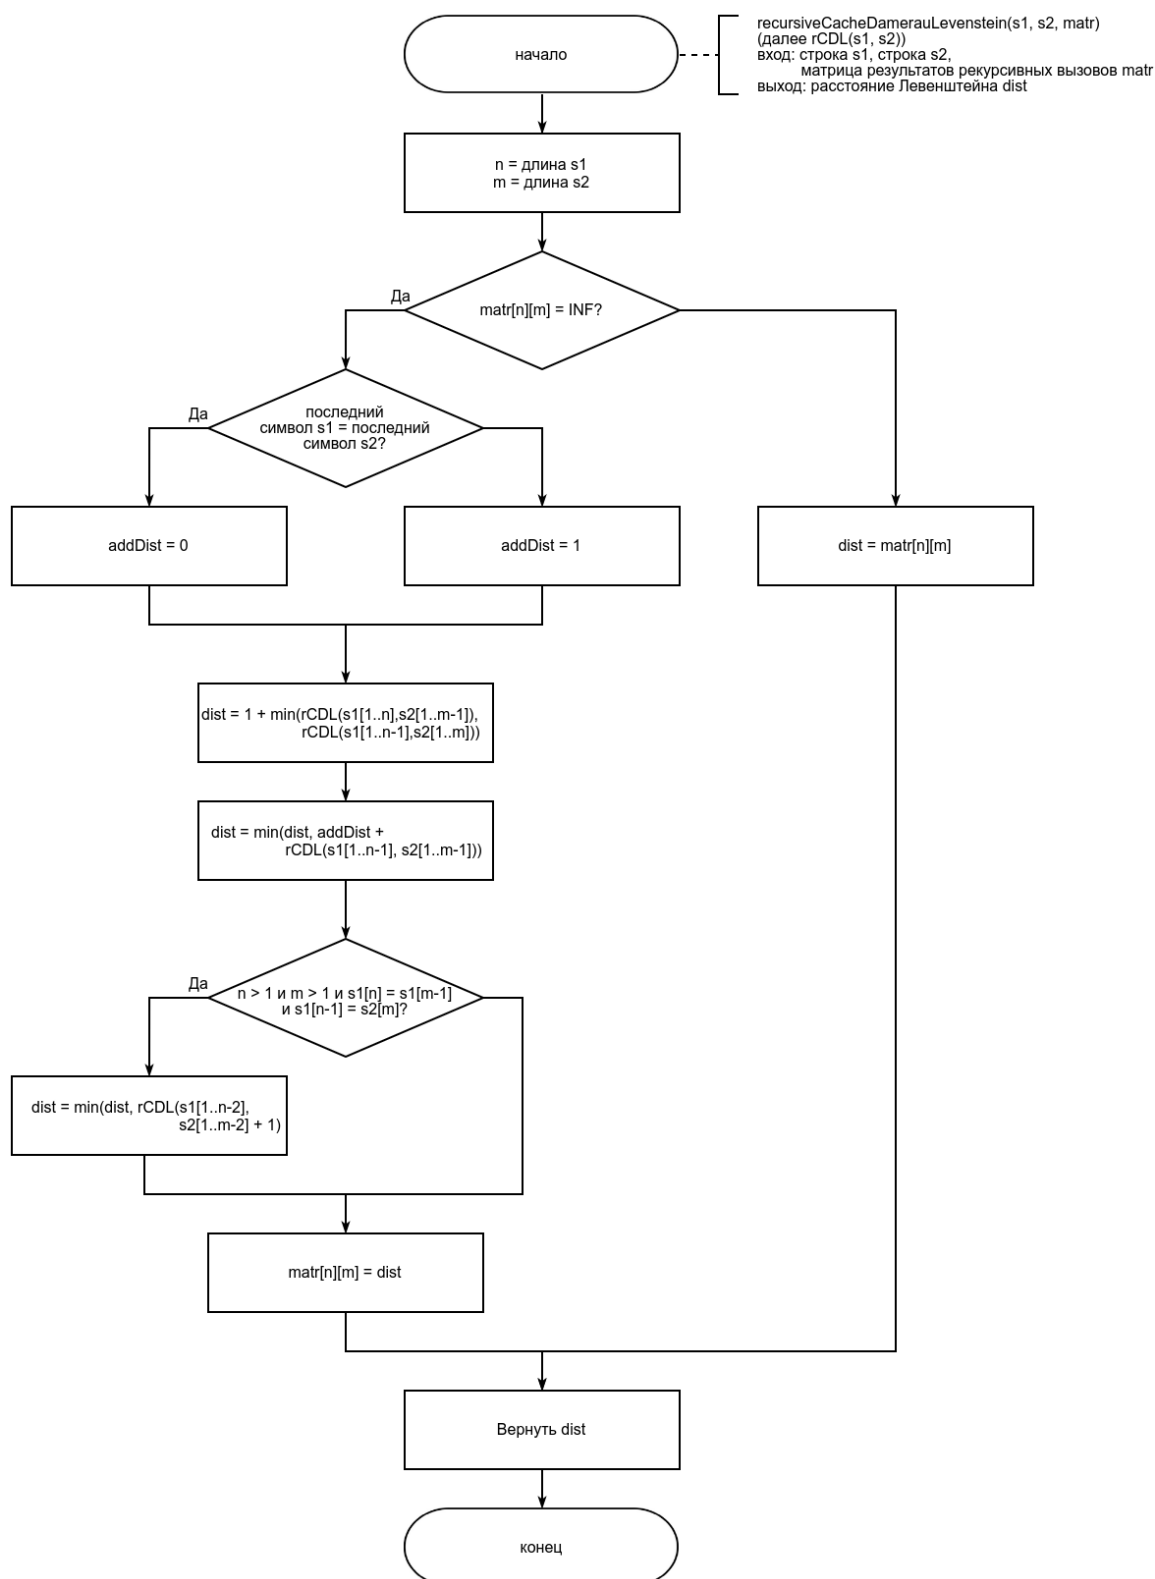 начало
recursiveCacheDamerauLevenstein(s1, s2, matr)
(далее rCDL(s1, s2))
вход: строка s1, строка s2,
матрица результатов рекурсивных вызовов matr
выход: расстояние Левенштейна dist
n = длина s1
m = длина s2
Да
matr[n][m] = INF?
Да
последний
символ s1 = последний
символ s2?
addDist = 0
addDist = 1
dist = matr[n][m]
dist = 1 + min(rCDL(s1[1..n],s2[1..m-1]),
rCDL(s1[1..n-1],s2[1..m]))
dist = min(dist, addDist +
rCDL(s1[1..n-1], s2[1..m-1]))
Да
n > 1 и m > 1 и s1[n] = s1[m-1]
и s1[n-1] = s2[m]?
dist = min(dist, rCDL(s1[1..n-2],
s2[1..m-2] + 1)
matr[n][m] = dist
Вернуть dist
конец